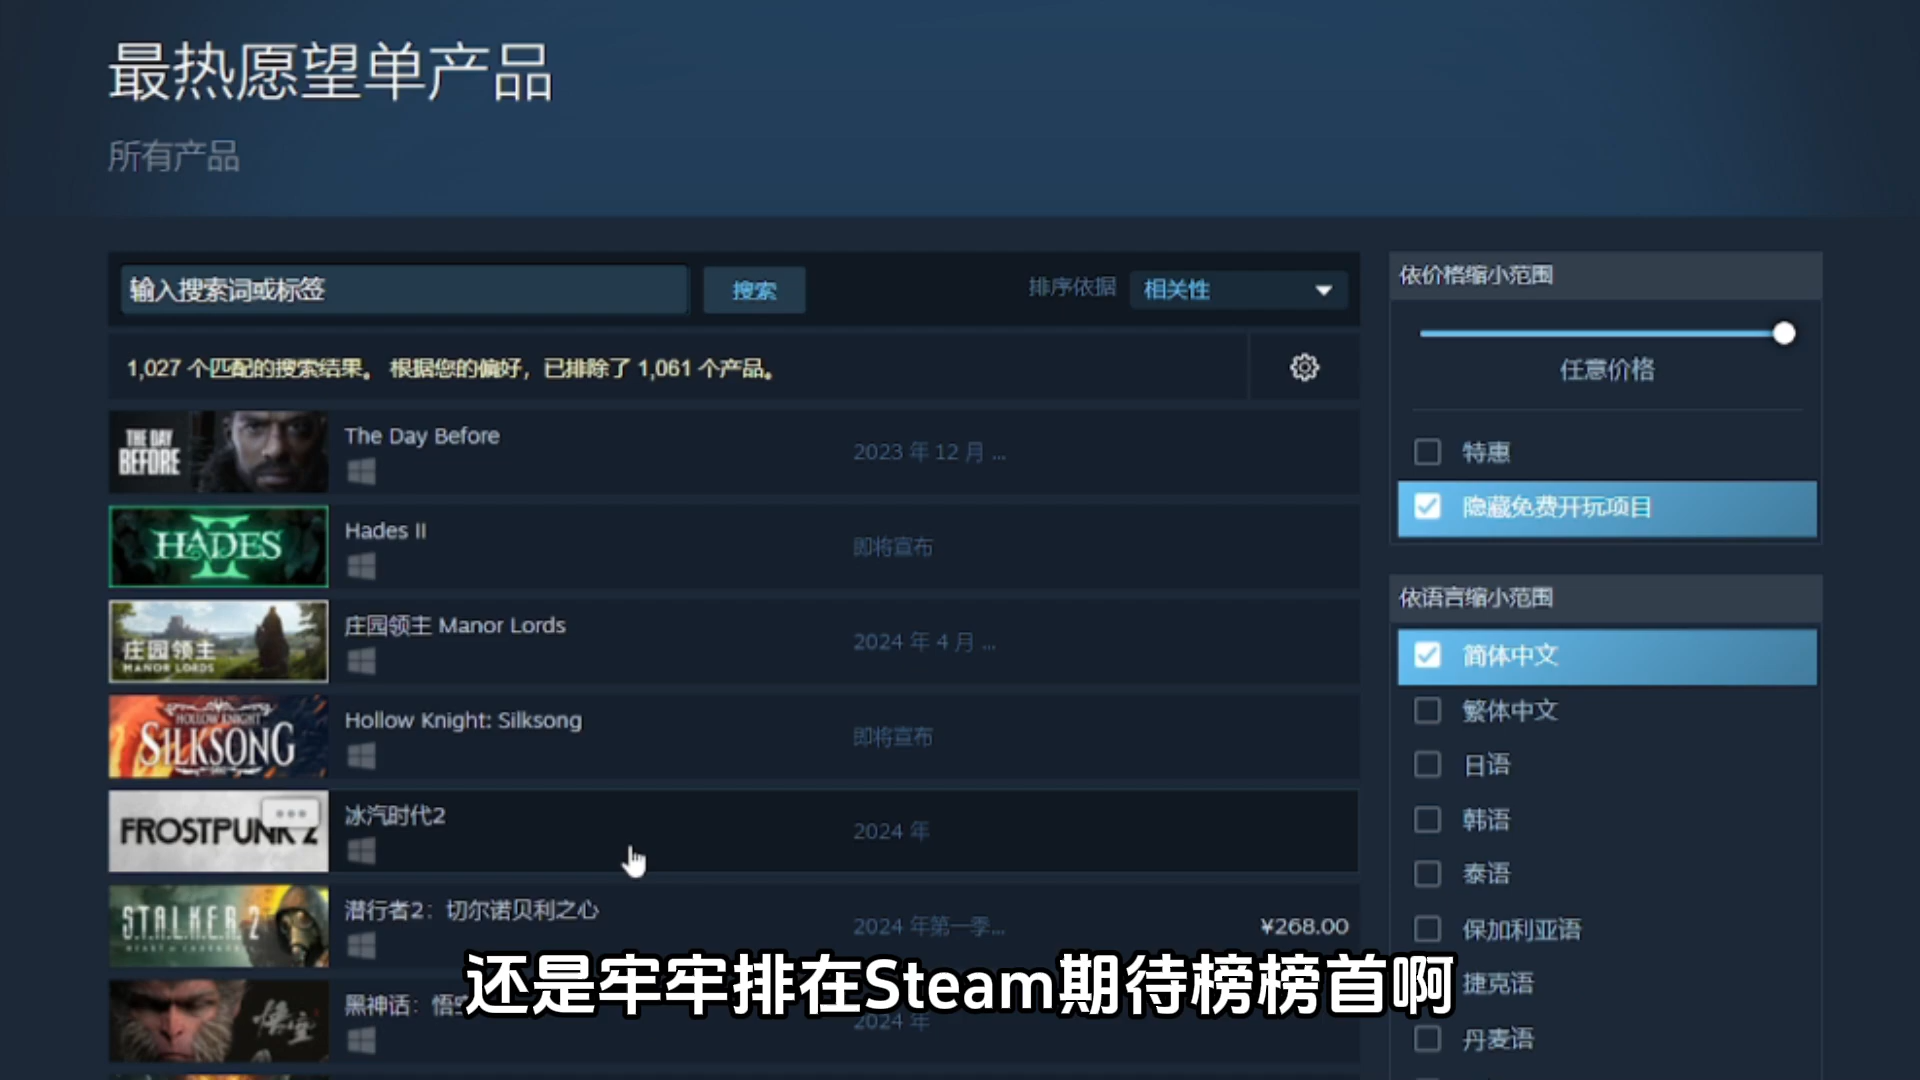 最热愿望单产品
所有产品
输入搜索词或标签
搜索
排序依据
相关性
1,027 个匹配的搜索结果。 根据您的偏好，已排除了 1,061 个产品。
THE DAY
BEFORE
The Day Before
2023 年 12 月 ...
HADES
II
Hades II
即将宣布
庄园领主
MANOR LORDS
庄园领主 Manor Lords
2024 年 4 月 ...
HOLLOW KNIGHT
SILKSONG
Hollow Knight: Silksong
即将宣布
FROSTPUNK 2
冰汽时代2
2024 年
S.T.A.L.K.E.R. 2
潜行者2：切尔诺贝利之心
2024 年第一季...
¥268.00
悟空
黑神话：悟空
2024 年
还是牢牢排在Steam期待榜榜首啊
依价格缩小范围
任意价格
特惠
隐藏免费开玩项目
依语言缩小范围
简体中文
繁体中文
日语
韩语
泰语
保加利亚语
捷克语
丹麦语